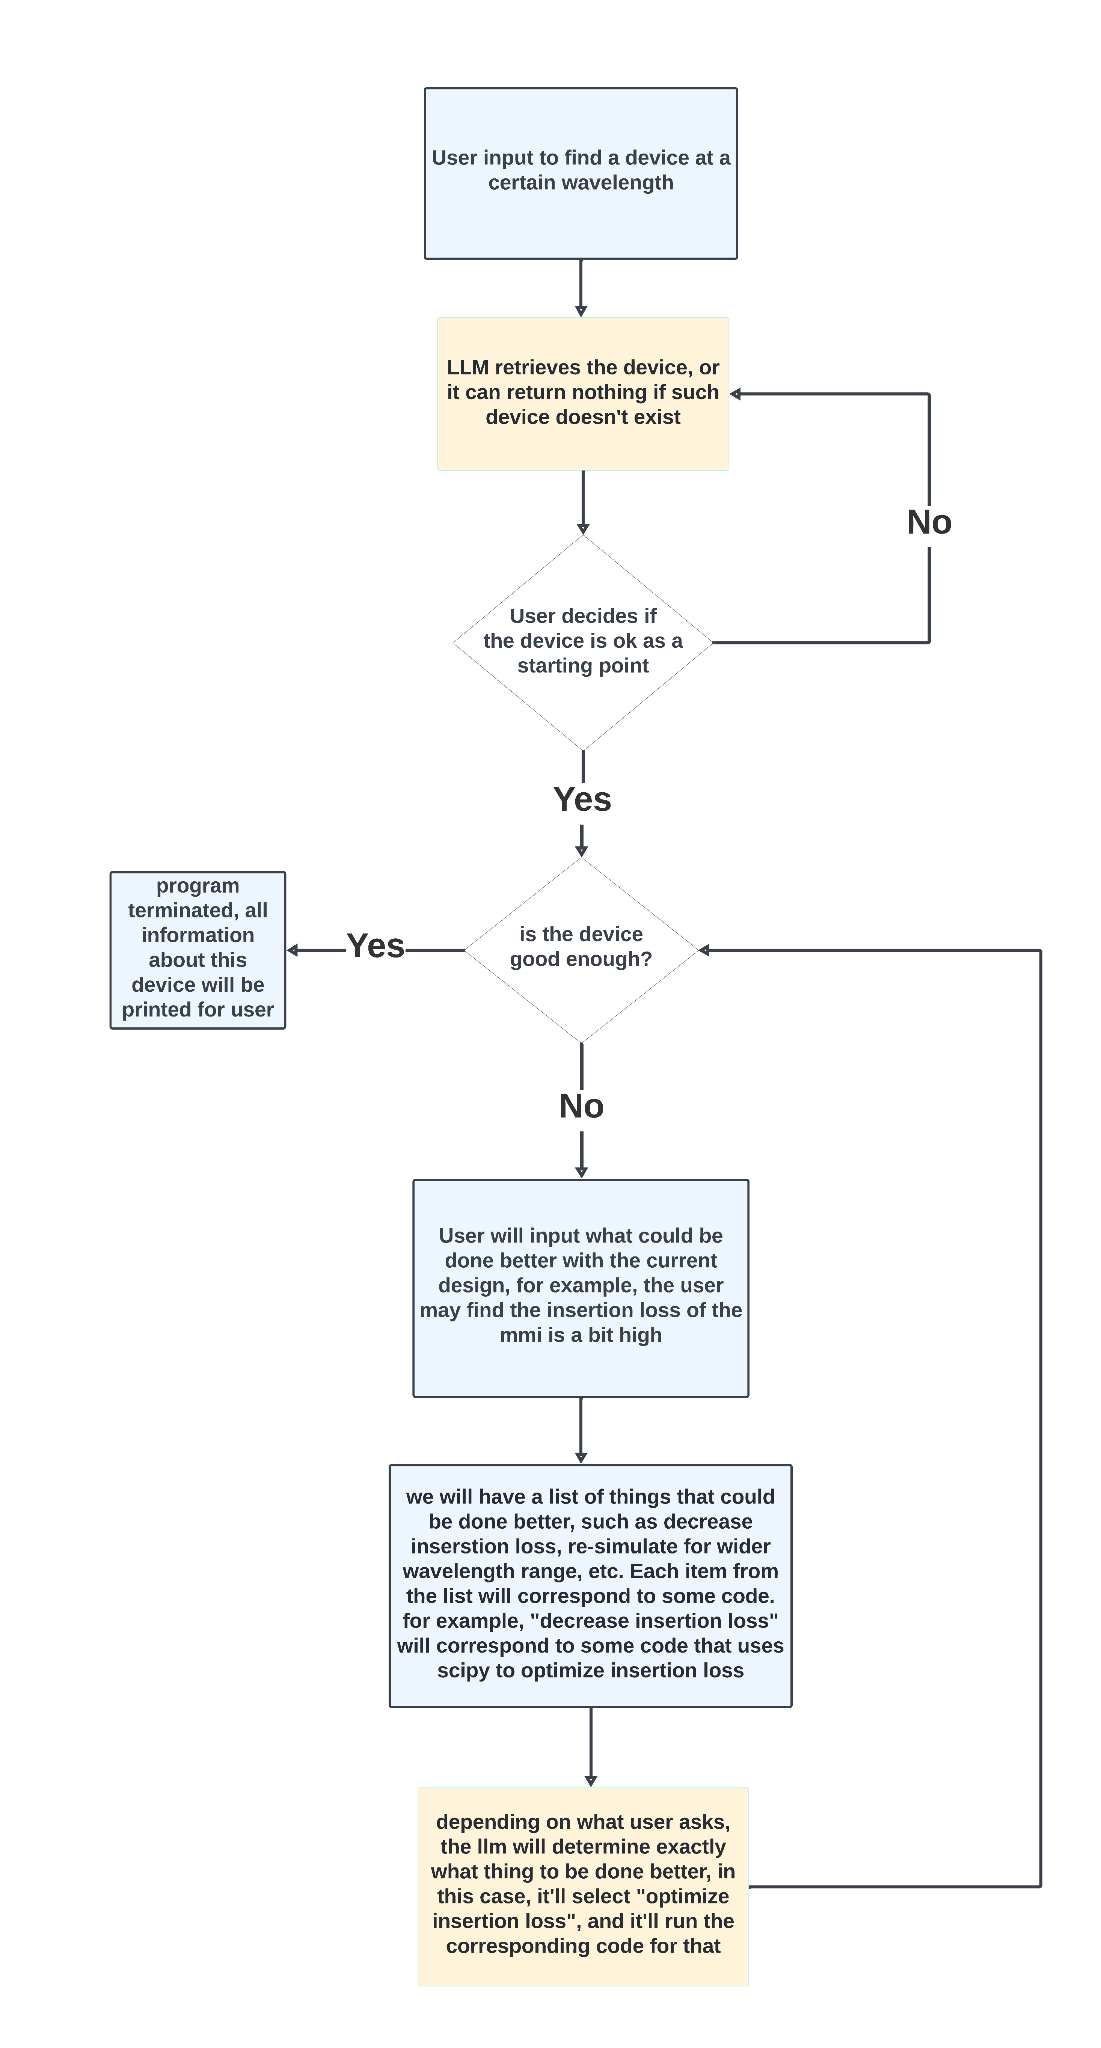 User input to find a device at a
certain wavelength
LLM retrieves the device, or
it can return nothing if such
device doesn't exist
No
User decides if
the device is ok as a
starting point
Yes
program
terminated, all
information
about this
device will be
printed for user
Yes
is the device
good enough?
No
User will input what could be
done better with the current
design, for example, the user
may find the insertion loss of the
mmi is a bit high
we will have a list of things that could
be done better, such as decrease
inserstion loss, re-simulate for wider
wavelength range, etc. Each item from
the list will correspond to some code.
for example, "decrease insertion loss"
will correspond to some code that uses
scipy to optimize insertion loss
depending on what user asks,
the llm will determine exactly
what thing to be done better, in
this case, it'll select "optimize
insertion loss", and it'll run the
corresponding code for that